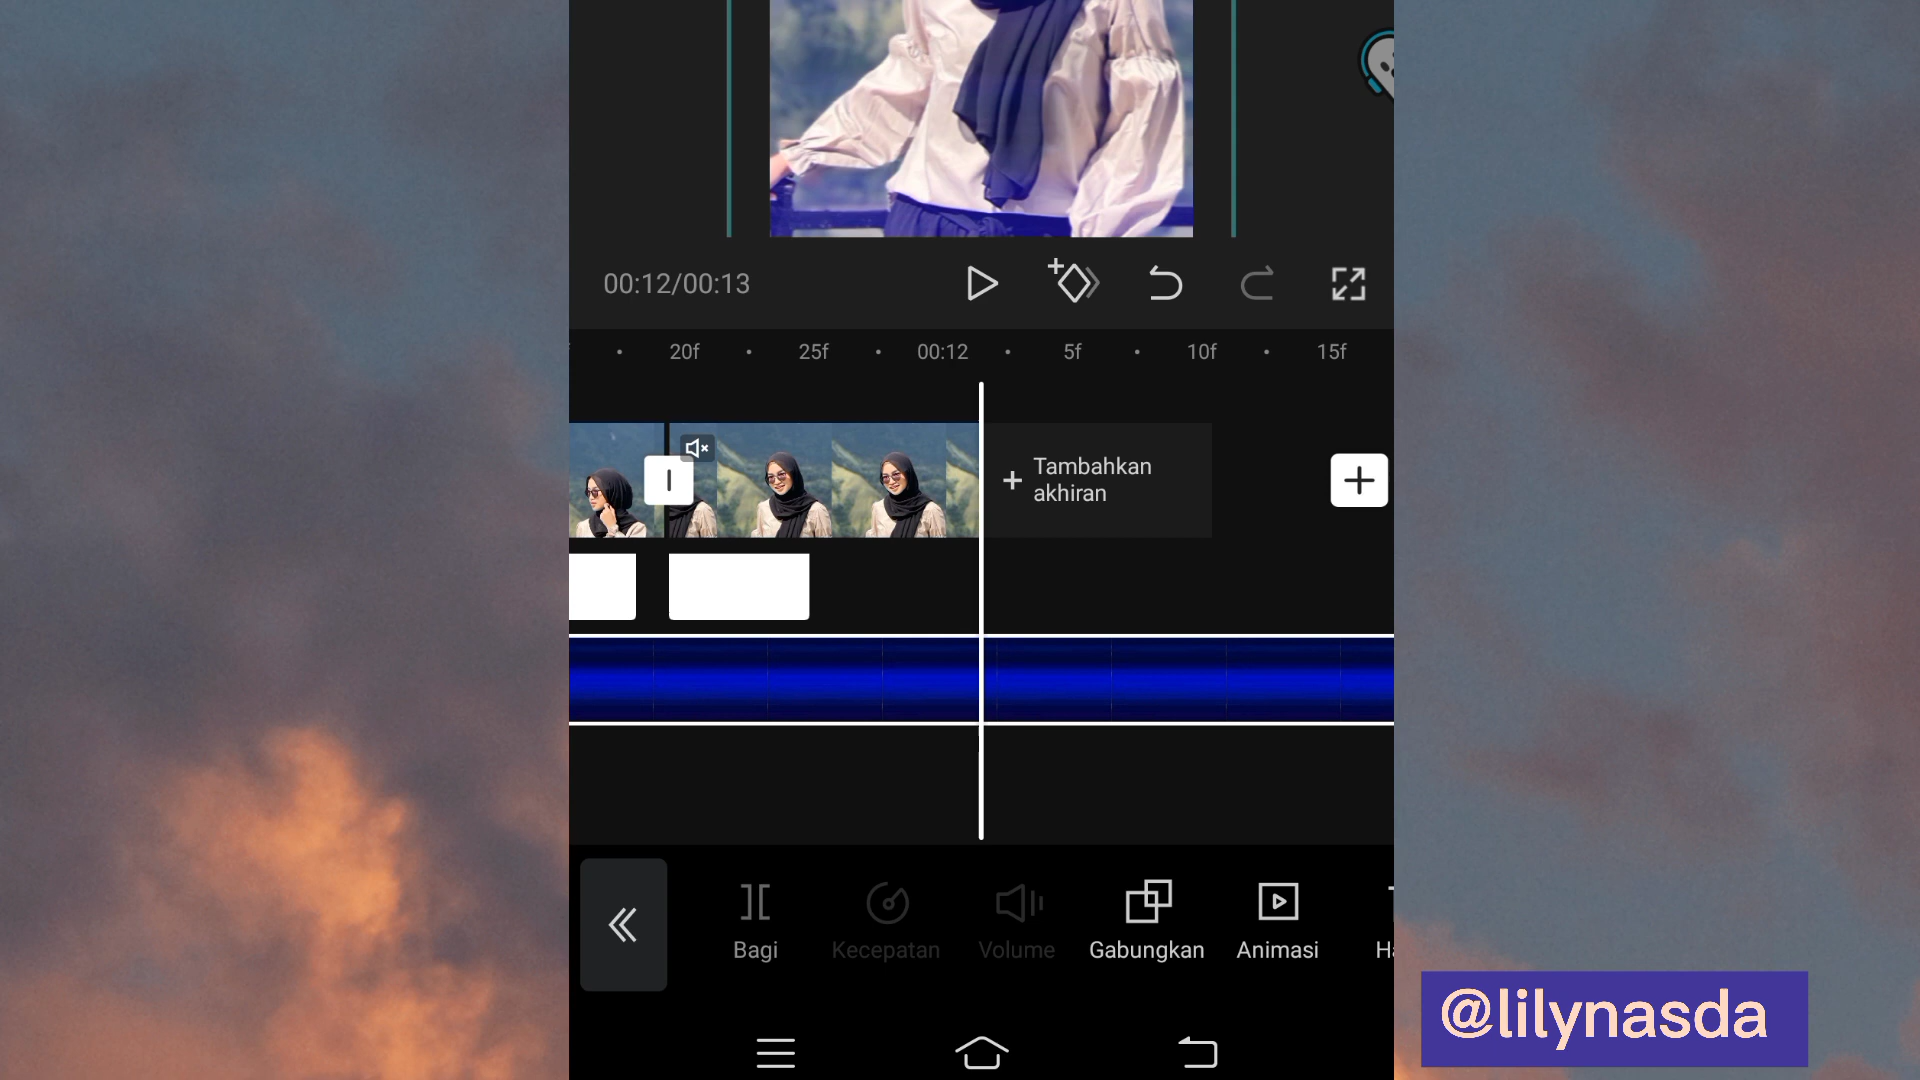 00:12/00:13
20f
25f
00:12
5f
10f
15f
Tambahkan
akhiran
Bagi
Kecepatan
Volume
Gabungkan
Animasi
@lilynasda